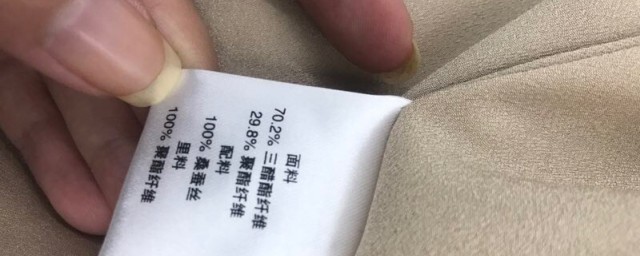 面料
70.2% 三醋酯纤维
29.8% 聚酯纤维
配料
100% 桑蚕丝
里料
100% 聚酯纤维